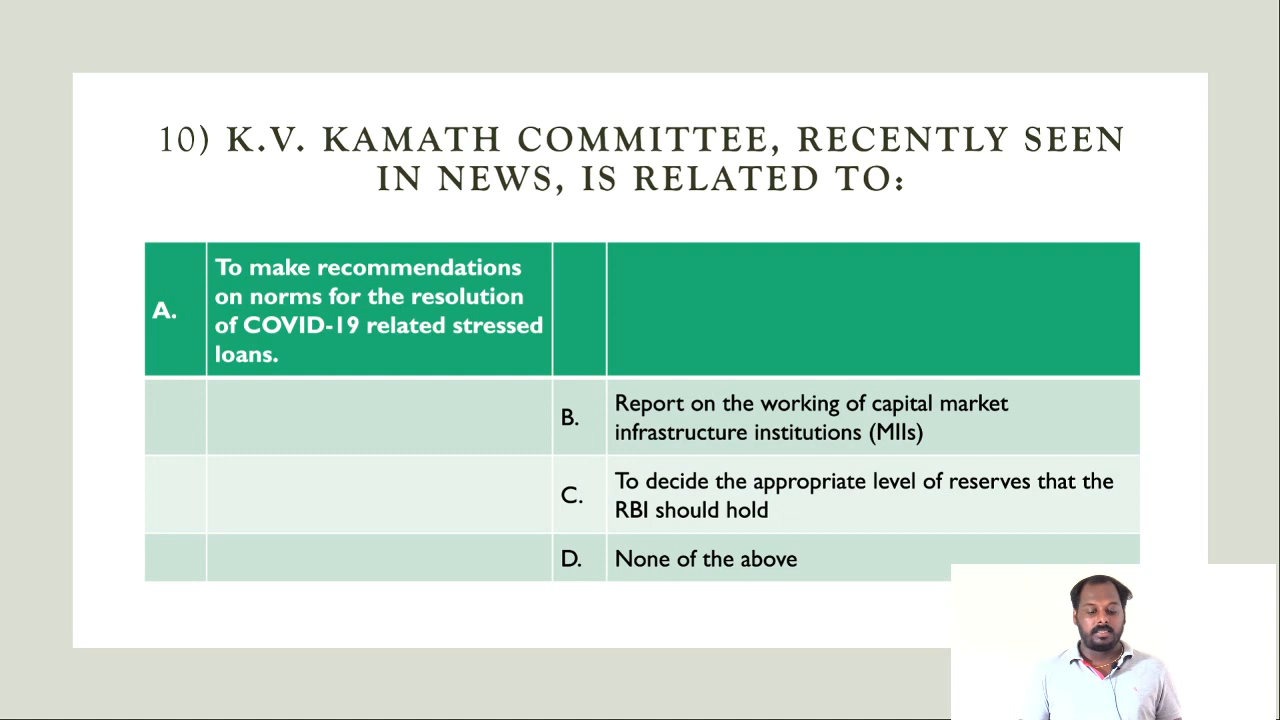 10) K.V. KAMATH COMMITTEE, RECENTLY SEEN
IN NEWS, IS RELATED TO:
A.
To make recommendations
on norms for the resolution
of COVID-19 related stressed
loans.
B.
Report on the working of capital market
infrastructure institutions (MIIs)
C.
To decide the appropriate level of reserves that the
RBI should hold
D.
None of the above